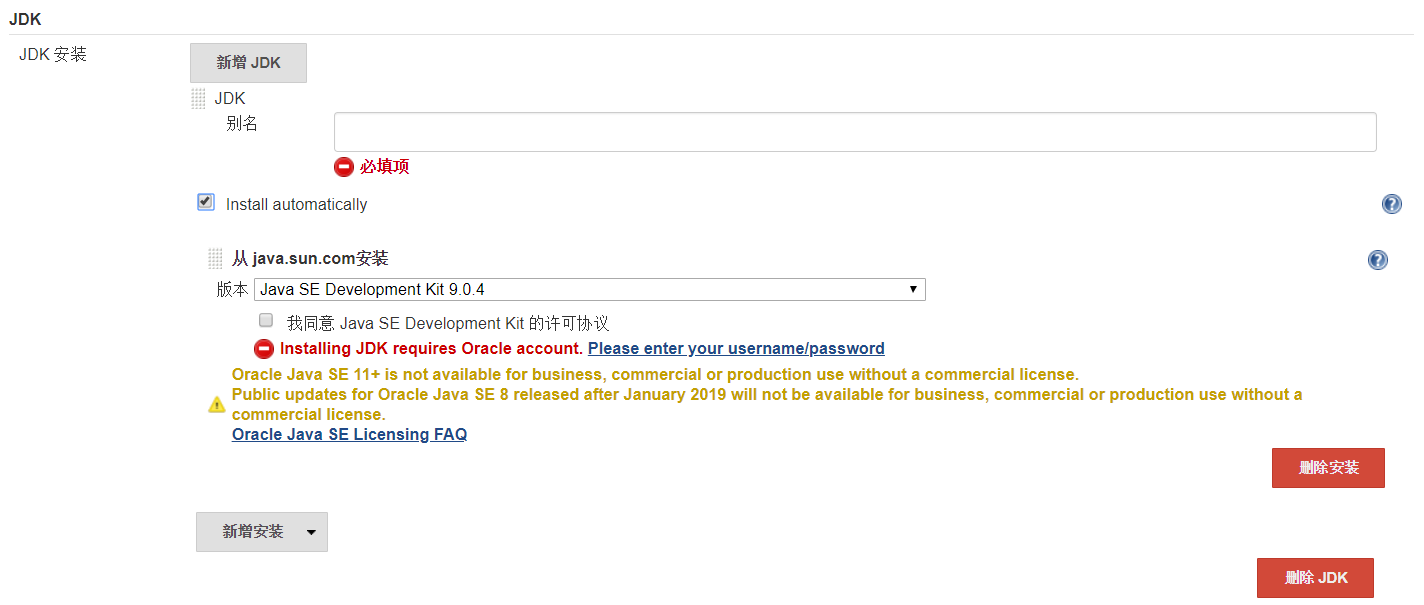 JDK
JDK 安装
新增 JDK
JDK
别名
必填项
Install automatically
从 java.sun.com安装
版本 Java SE Development Kit 9.0.4
我同意 Java SE Development Kit 的许可协议
Installing JDK requires Oracle account. Please enter your username/password
Oracle Java SE 11+ is not available for business, commercial or production use without a commercial license.
Public updates for Oracle Java SE 8 released after January 2019 will not be available for business, commercial or production use without a
commercial license.
Oracle Java SE Licensing FAQ
删除安装
新增安装
删除 JDK